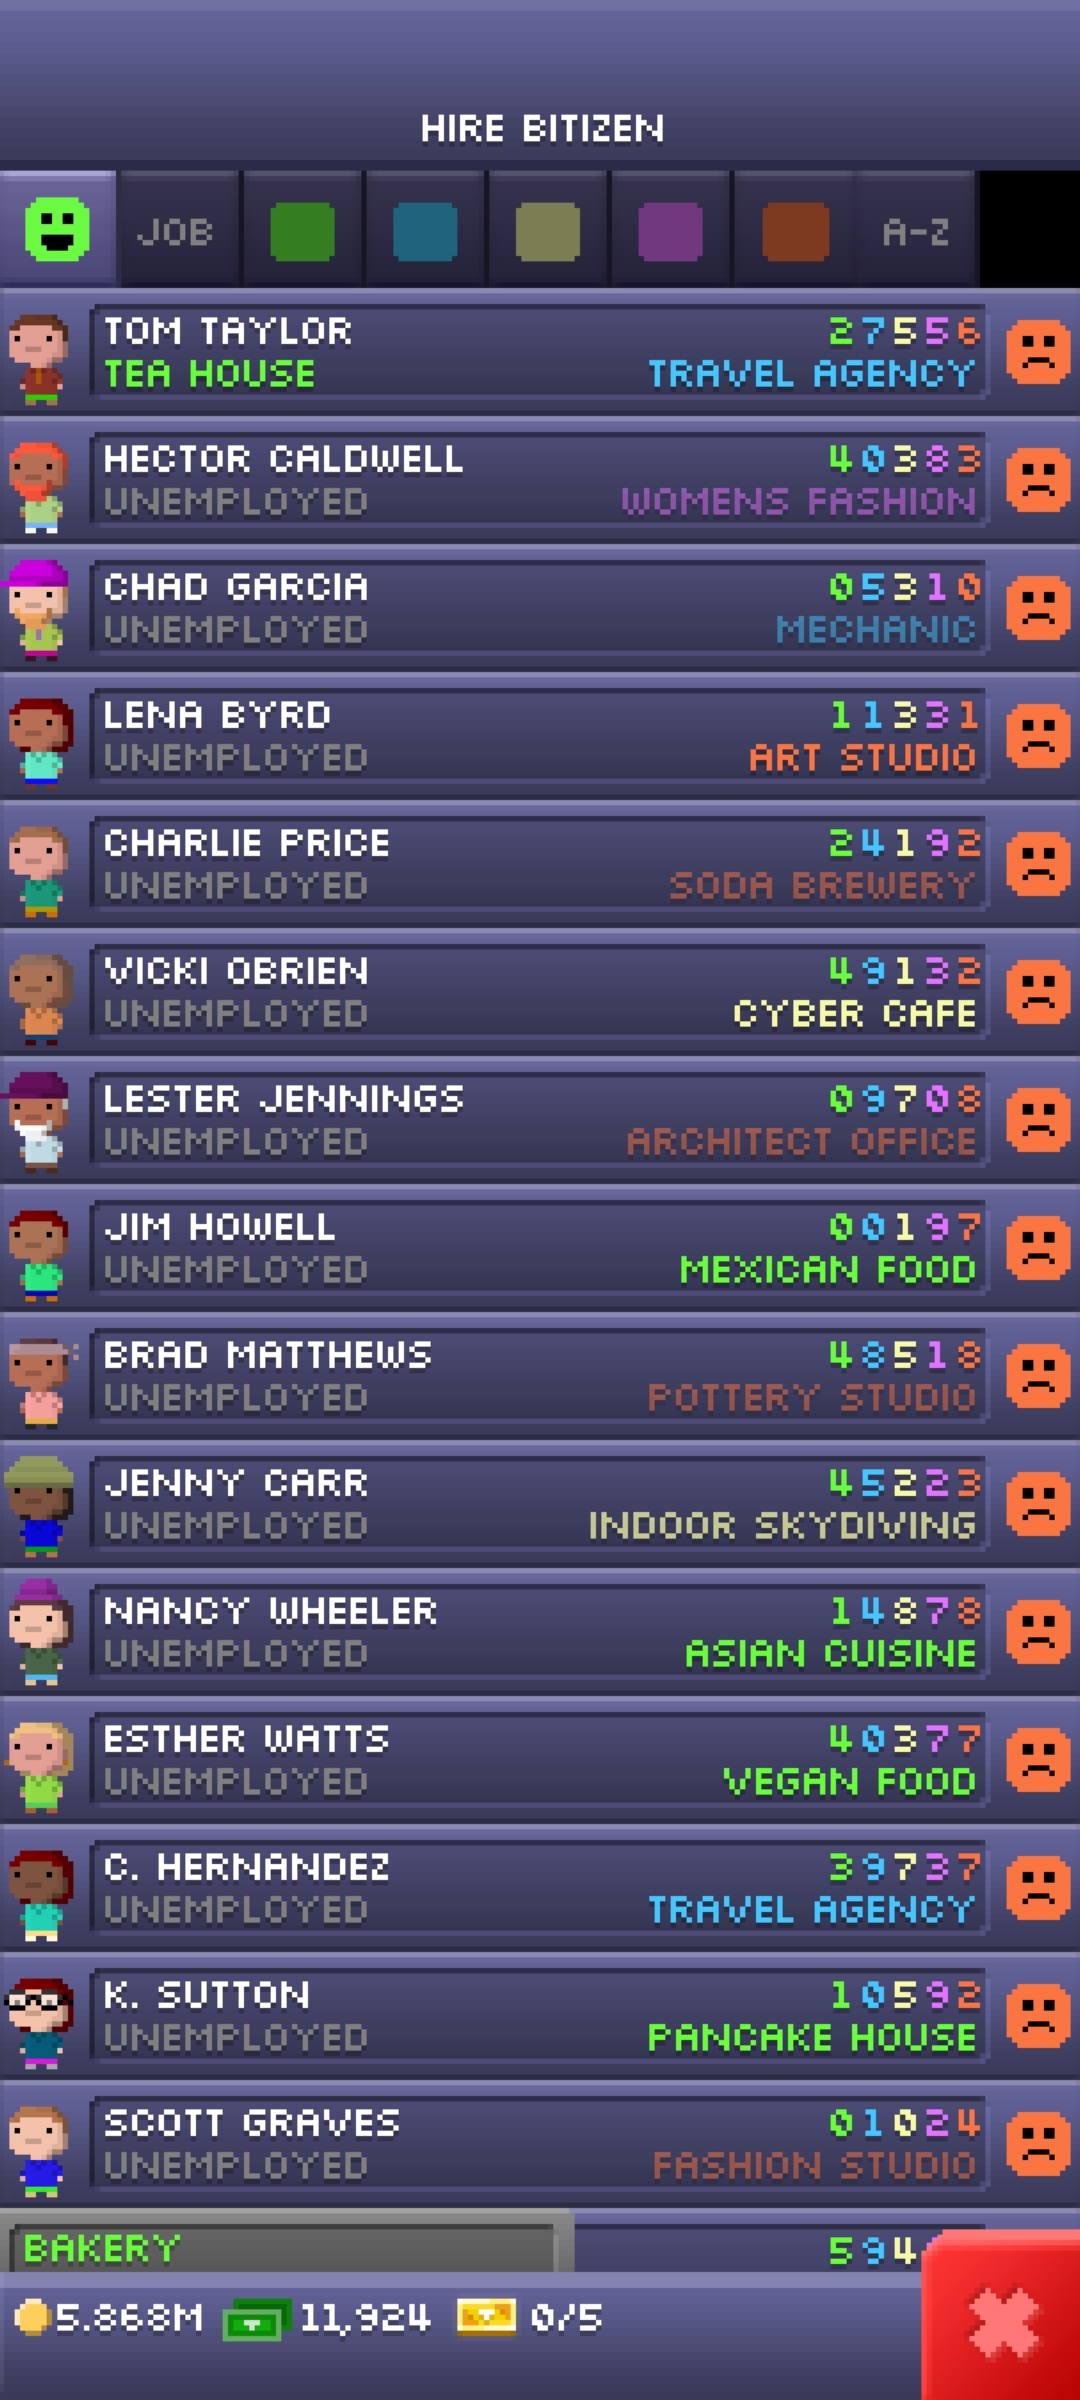 HIRE BITIZEN
JOB A-Z
TOM TAYLOR 27556
TEA HOUSE TRAVEL AGENCY
HECTOR CALDWELL 40383
UNEMPLOYED WOMENS FASHION
CHAD GARCIA 05310
UNEMPLOYED MECHANIC
LENA BYRD 11331
UNEMPLOYED ART STUDIO
CHARLIE PRICE 24192
UNEMPLOYED SODA BREWERY
VICKI OBRIEN 49132
UNEMPLOYED CYBER CAFE
LESTER JENNINGS 09708
UNEMPLOYED ARCHITECT OFFICE
JIM HOWELL 00197
UNEMPLOYED MEXICAN FOOD
BRAD MATTHEWS 48518
UNEMPLOYED POTTERY STUDIO
JENNY CARR 45223
UNEMPLOYED INDOOR SKYDIVING
NANCY WHEELER 14878
UNEMPLOYED ASIAN CUISINE
ESTHER WATTS 40377
UNEMPLOYED VEGAN FOOD
C. HERNANDEZ 39737
UNEMPLOYED TRAVEL AGENCY
K. SUTTON 10592
UNEMPLOYED PANCAKE HOUSE
SCOTT GRAVES 01024
UNEMPLOYED FASHION STUDIO
BAKERY 594
5.868M 11,924 0/5